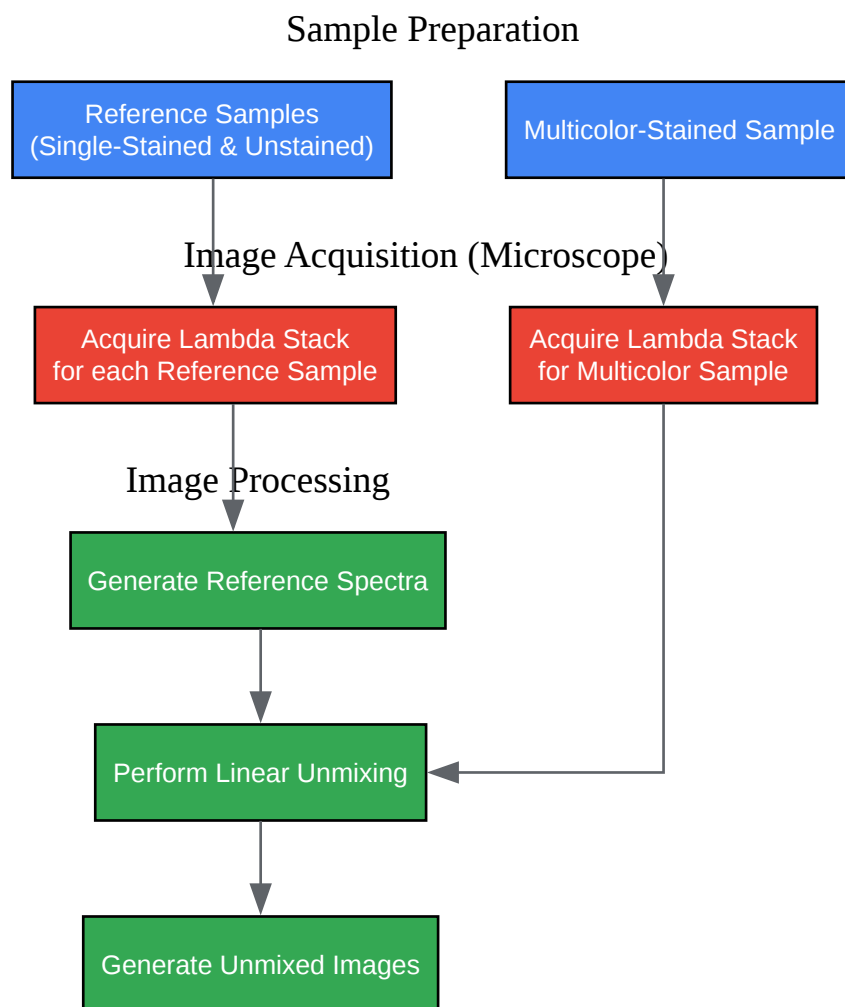 Sample Preparation
Reference Samples
(Single-Stained & Unstained)
Multicolor-Stained Sample
Image Acquisition (Microscope)
Acquire Lambda Stack
for each Reference Sample
Acquire Lambda Stack
for Multicolor Sample
Image Processing
Generate Reference Spectra
Perform Linear Unmixing
Generate Unmixed Images